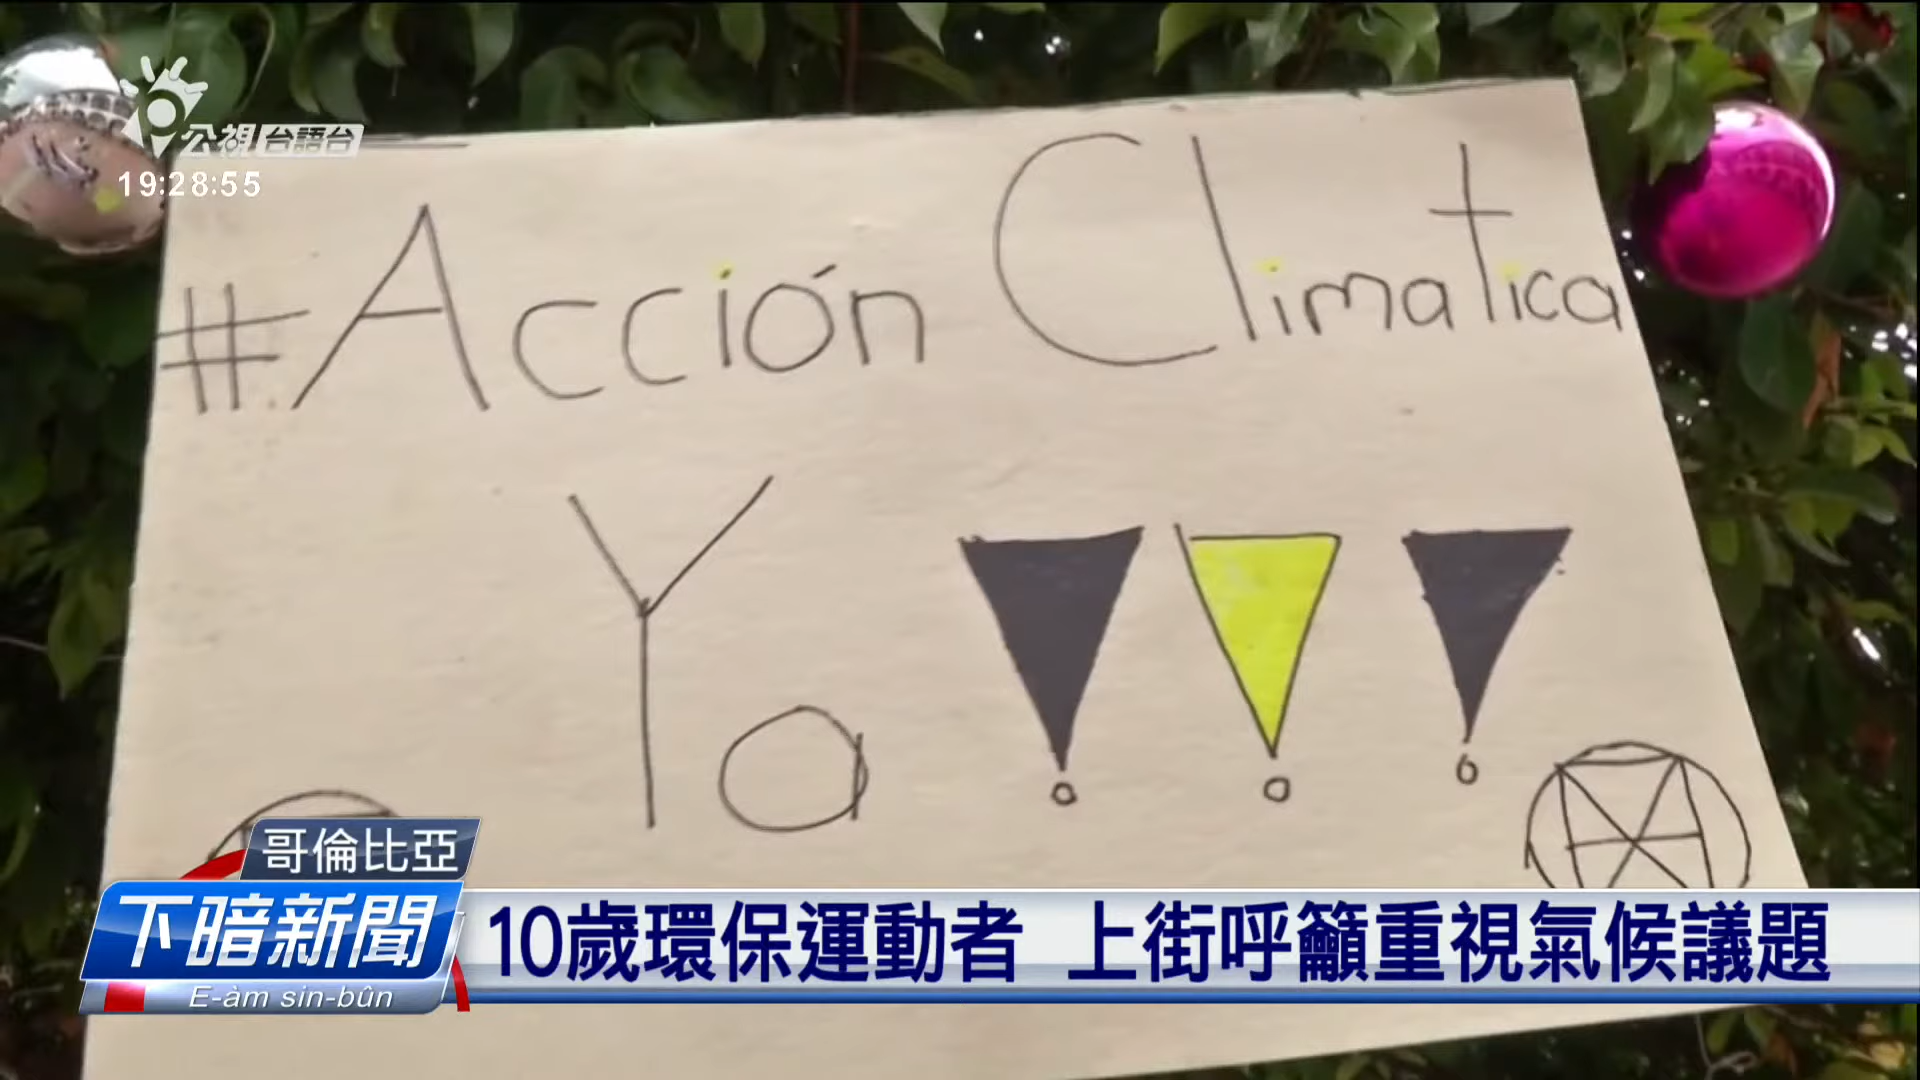 公視台語台
19:28:55
#Acción Climatica
Ya !!!
哥倫比亞
下暗新聞
E-àm sin-bûn
10歲環保運動者 上街呼籲重視氣候議題